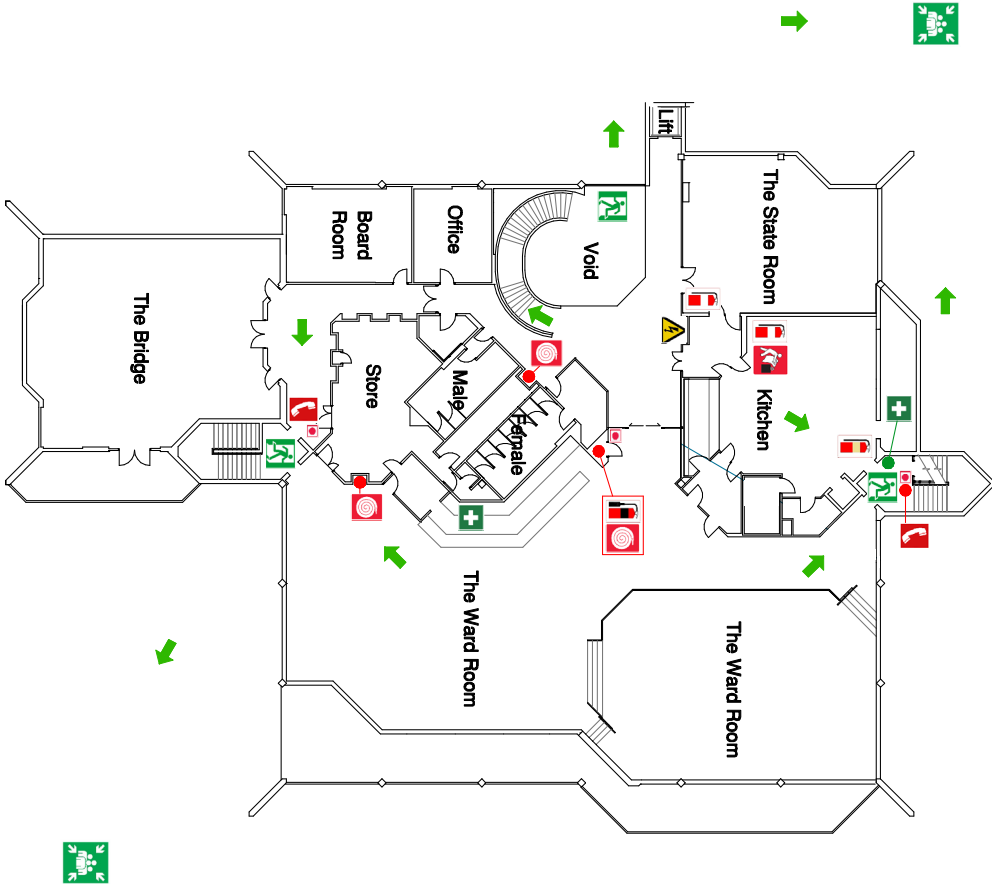 Lift
The State Room
Board
Room
Office
Void
The Bridge
Store
Male
Female
Kitchen
The Ward Room
The Ward Room